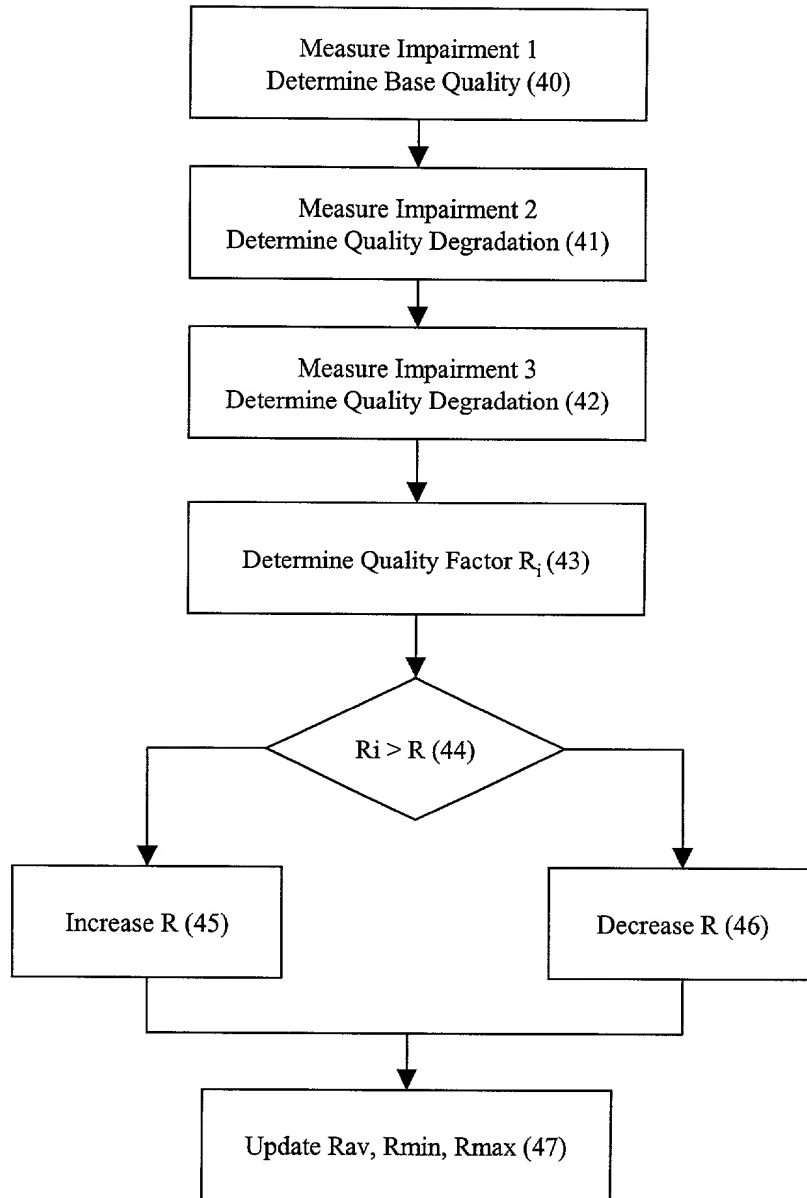 Measure Impairment 1
Determine Base Quality (40)
Measure Impairment 2
Determine Quality Degradation (41)
Measure Impairment 3
Determine Quality Degradation (42)
Determine Quality Factor Rᵢ (43)
Ri > R (44)
Increase R (45)
Decrease R (46)
Update Rav, Rmin, Rmax (47)